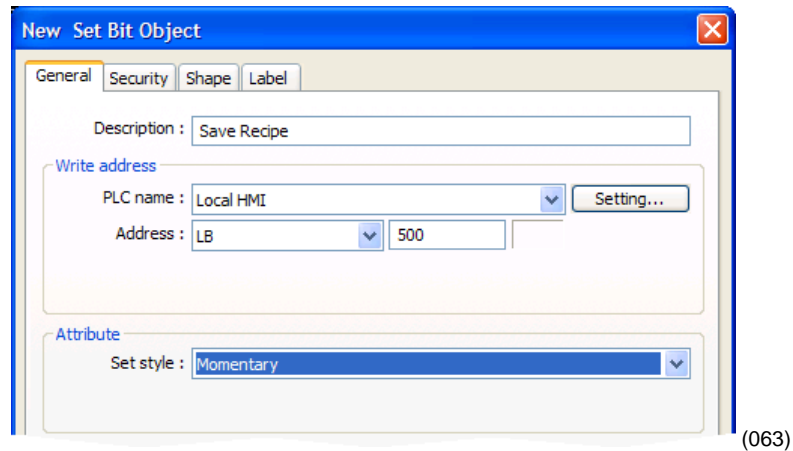 New Set Bit Object
General Security Shape Label
Description : Save Recipe
Write address
PLC name : Local HMI Setting...
Address : LB 500
Attribute
Set style : Momentary
(063)